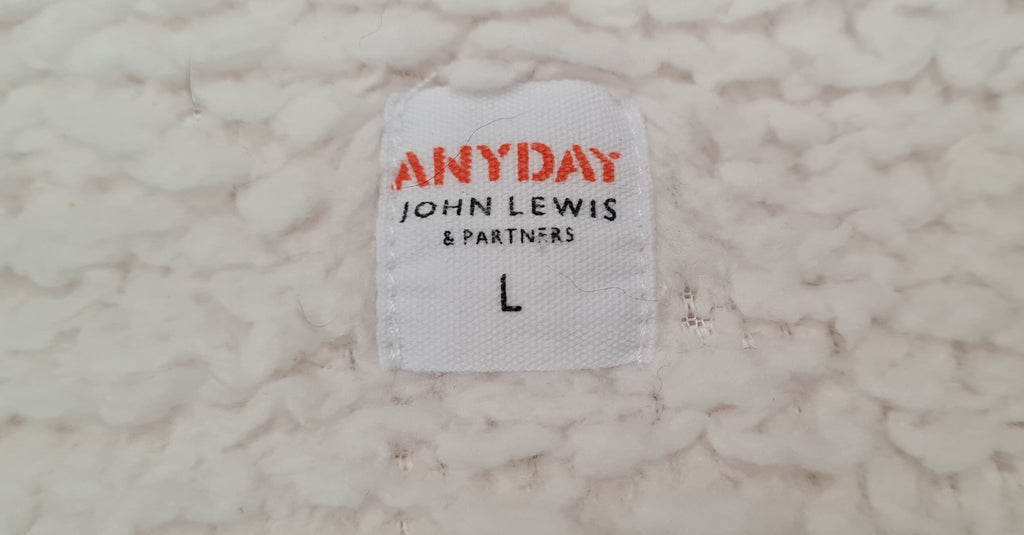 ANYDAY
JOHN LEWIS
& PARTNERS
L